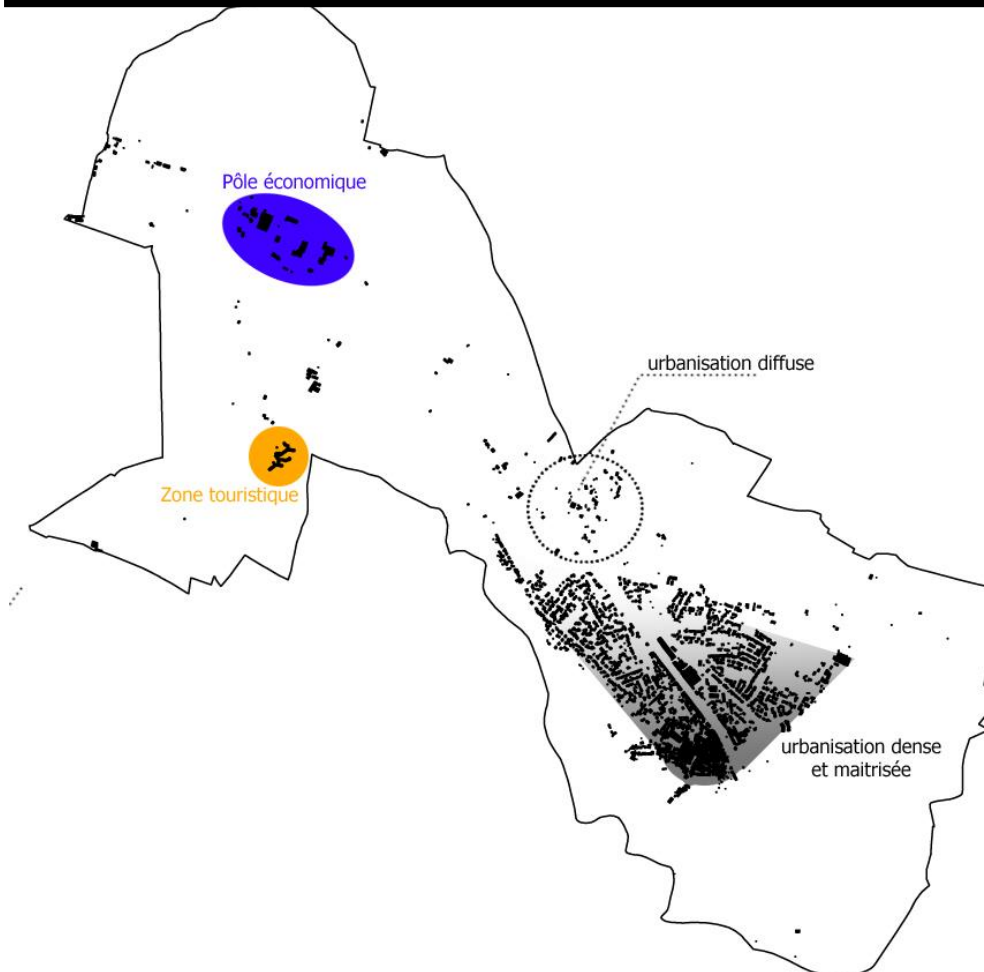 Pôle économique
urbanisation diffuse
Zone touristique
urbanisation dense
et maitrisée